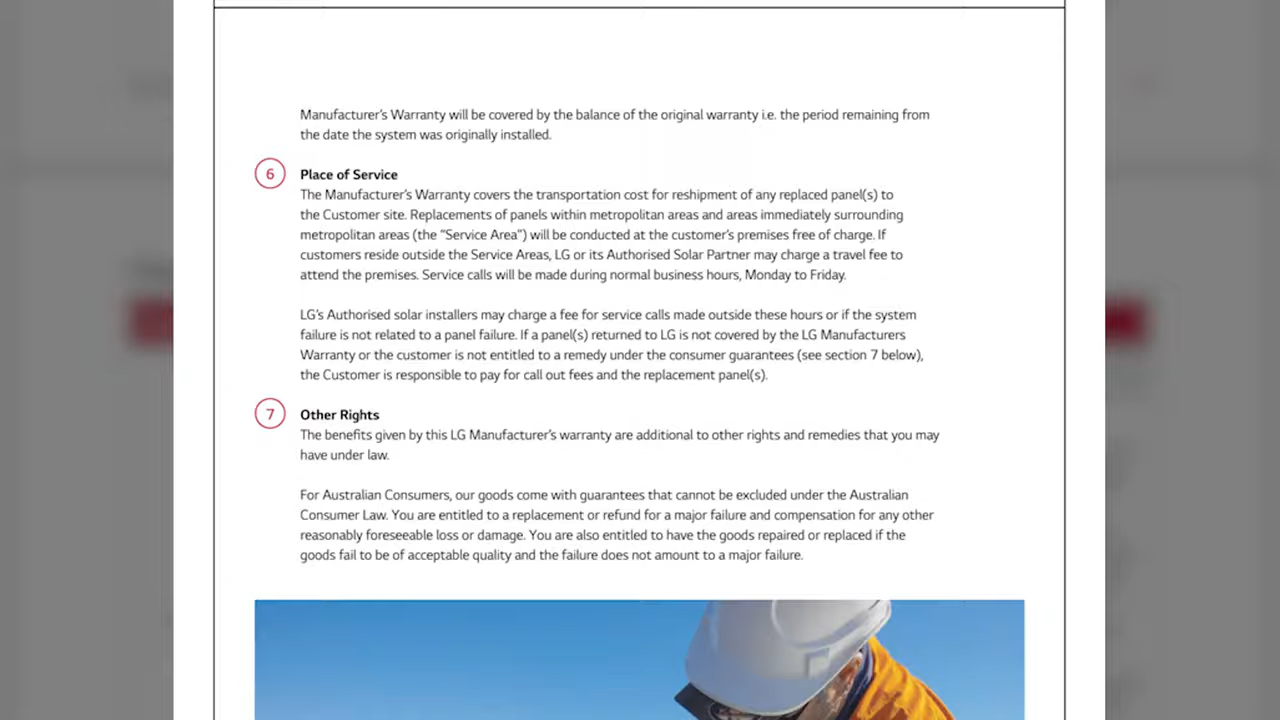 Manufacturer's Warranty will be covered by the balance of the original warranty i.e. the period remaining from
the date the system was originally installed.
6 Place of Service
The Manufacturer's Warranty covers the transportation cost for reshipment of any replaced panel(s) to
the Customer site. Replacements of panels within metropolitan areas and areas immediately surrounding
metropolitan areas (the “Service Area”) will be conducted at the customer's premises free of charge. If
customers reside outside the Service Areas, LG or its Authorised Solar Partner may charge a travel fee to
attend the premises. Service calls will be made during normal business hours, Monday to Friday.
LG's Authorised solar installers may charge a fee for service calls made outside these hours or if the system
failure is not related to a panel failure. If a panel(s) returned to LG is not covered by the LG Manufacturers
Warranty or the customer is not entitled to a remedy under the consumer guarantees (see section 7 below),
the Customer is responsible to pay for call out fees and the replacement panel(s).
7 Other Rights
The benefits given by this LG Manufacturer's warranty are additional to other rights and remedies that you may
have under law.
For Australian Consumers, our goods come with guarantees that cannot be excluded under the Australian
Consumer Law. You are entitled to a replacement or refund for a major failure and compensation for any other
reasonably foreseeable loss or damage. You are also entitled to have the goods repaired or replaced if the
goods fail to be of acceptable quality and the failure does not amount to a major failure.